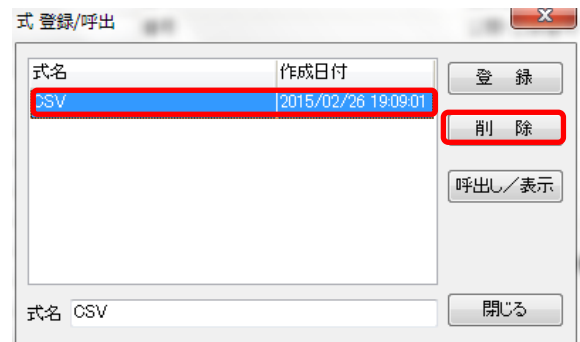 式 登録/呼出
式名 作成日付
CSV 2015/02/26 19:09:01
登 録
削 除
呼出し／表示
式名 CSV
閉じる